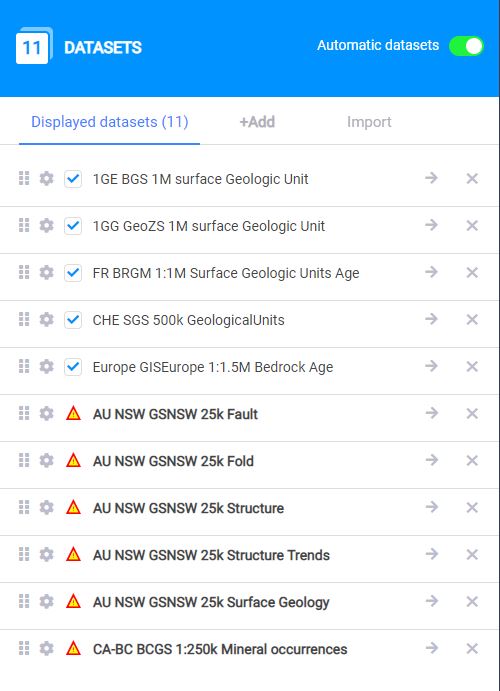 11 DATASETS Automatic datasets
Displayed datasets (11) +Add Import
1GE BGS 1M surface Geologic Unit
1GG GeoZS 1M surface Geologic Unit
FR BRGM 1:1M Surface Geologic Units Age
CHE SGS 500k GeologicalUnits
Europe GISEurope 1:1.5M Bedrock Age
AU NSW GSNSW 25k Fault
AU NSW GSNSW 25k Fold
AU NSW GSNSW 25k Structure
AU NSW GSNSW 25k Structure Trends
AU NSW GSNSW 25k Surface Geology
CA-BC BCGS 1:250k Mineral occurrences